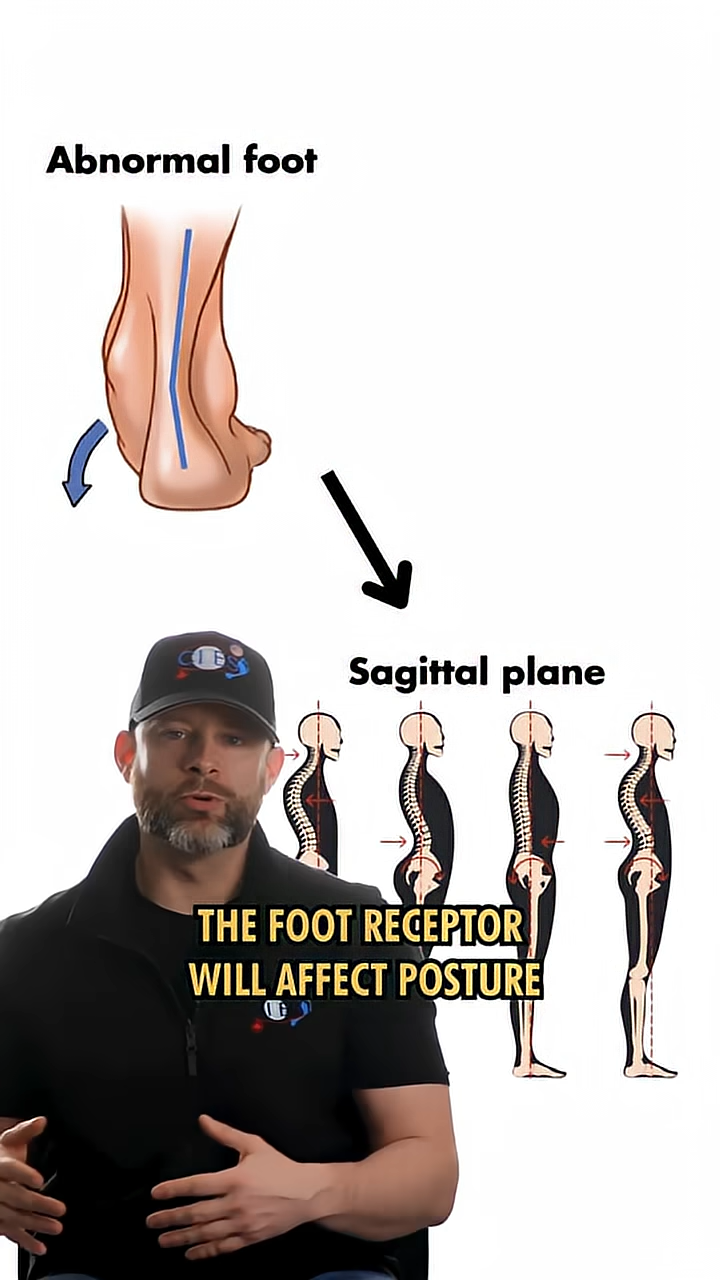 Abnormal foot
Sagittal plane
THE FOOT RECEPTOR
WILL AFFECT POSTURE